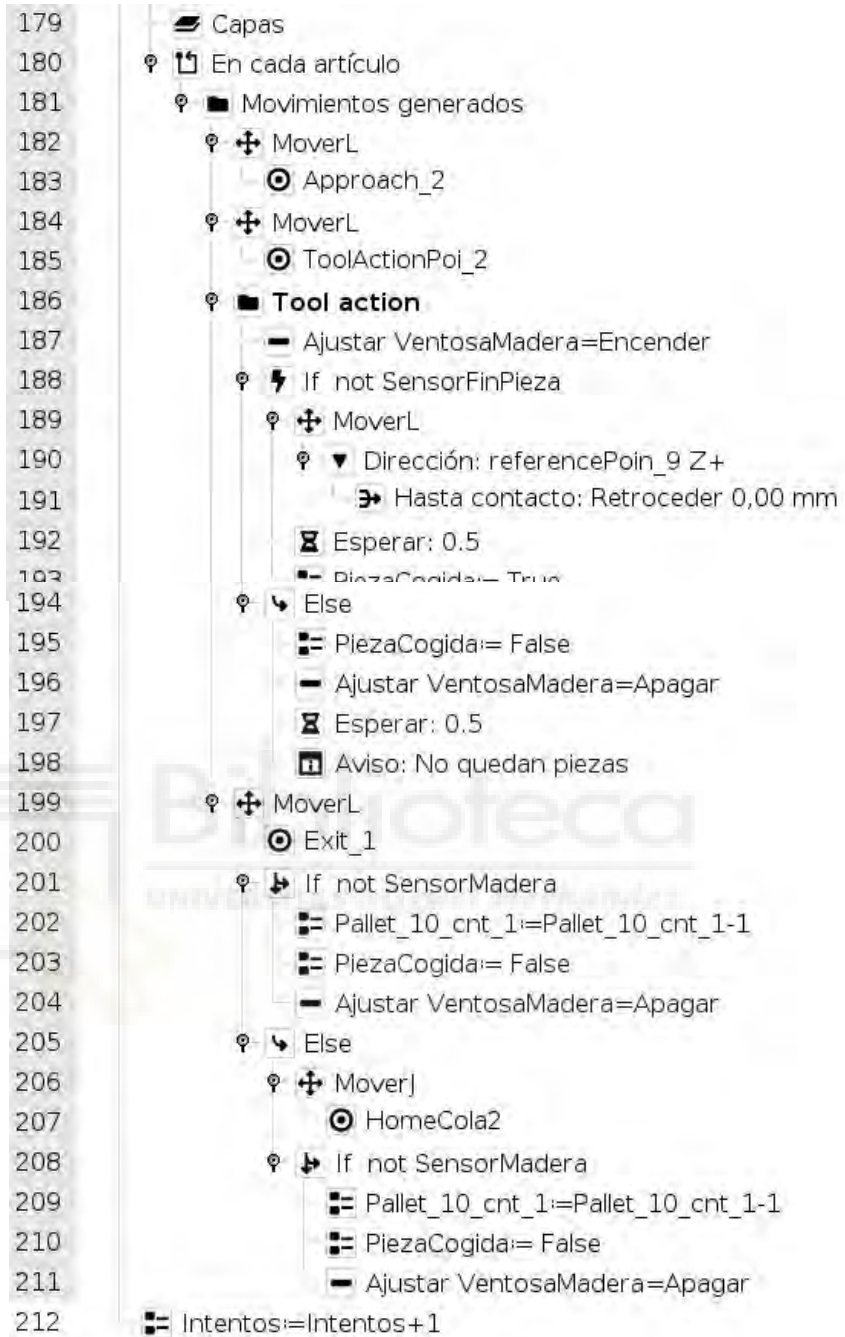 179 Capas
180 En cada artículo
181 Movimientos generados
182 MoverL
183 Approach_2
184 MoverL
185 ToolActionPoi_2
186 Tool action
187 Ajustar VentosaMadera=Encender
188 If not SensorFinPieza
189 MoverL
190 Dirección: referencePoin_9 Z+
191 Hasta contacto: Retroceder 0,00 mm
192 Esperar: 0.5
193 PiezaCogida:= True
194 Else
195 PiezaCogida:= False
196 Ajustar VentosaMadera=Apagar
197 Esperar: 0.5
198 Aviso: No quedan piezas
199 MoverL
200 Exit_1
201 If not SensorMadera
202 Pallet_10_cnt_1:=Pallet_10_cnt_1-1
203 PiezaCogida:= False
204 Ajustar VentosaMadera=Apagar
205 Else
206 MoverJ
207 HomeCola2
208 If not SensorMadera
209 Pallet_10_cnt_1:=Pallet_10_cnt_1-1
210 PiezaCogida:= False
211 Ajustar VentosaMadera=Apagar
212 Intentos:=Intentos+1
Biblioteca